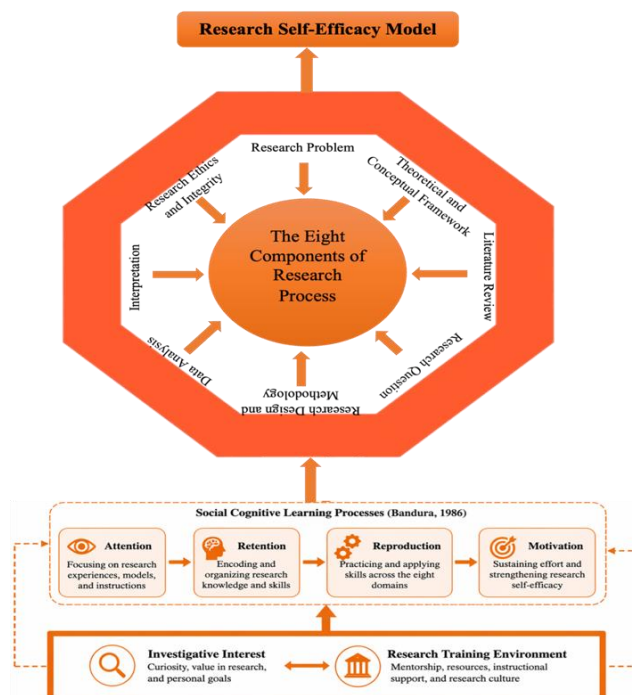 Research Self-Efficacy Model
Research Problem
Theoretical and
Conceptual Framework
Literature Review
Research Question
Research Design and
Methodology
Data Analysis
Interpretation
Research Ethics
and Integrity
The Eight
Components of
Research
Process
Social Cognitive Learning Processes (Bandura, 1986)
Attention
Focusing on research
experiences, models,
and instructions
Retention
Encoding and
organizing research
knowledge and skills
Reproduction
Practicing and applying
skills across the eight
domains
Motivation
Sustaining effort and
strengthening research
self-efficacy
Investigative Interest
Curiosity, value in research,
and personal goals
Research Training Environment
Mentorship, resources, instructional
support, and research culture